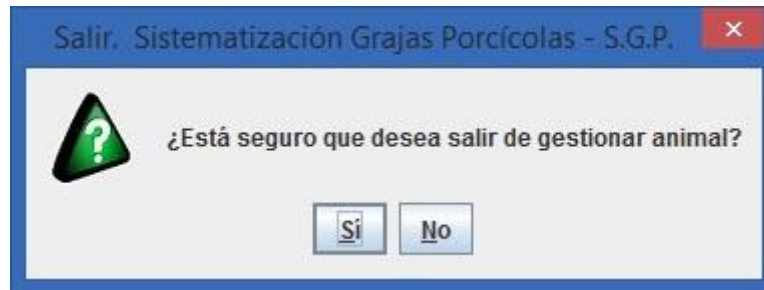 Salir. Sistematización Grajas Porcícolas - S.G.P.
¿Está seguro que desea salir de gestionar animal?
Sí No